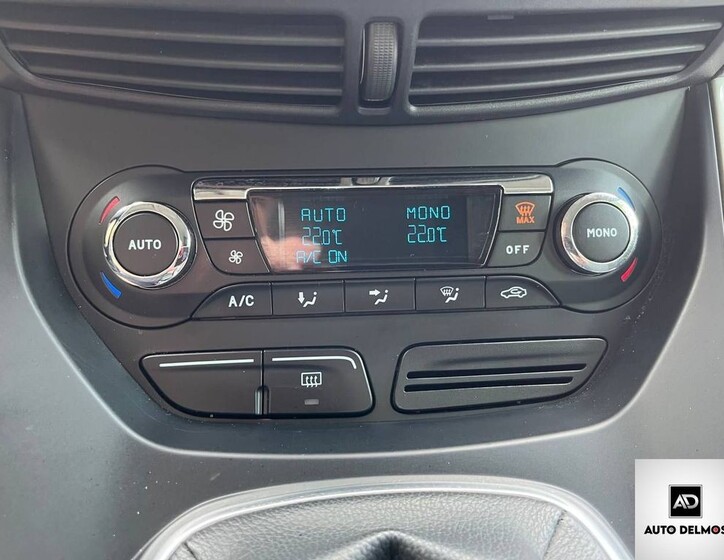 AUTO MONO
22.0°C 22.0°C
A/C ON
AUTO
MAX
OFF
MONO
A/C
AD
AUTO DELMOS